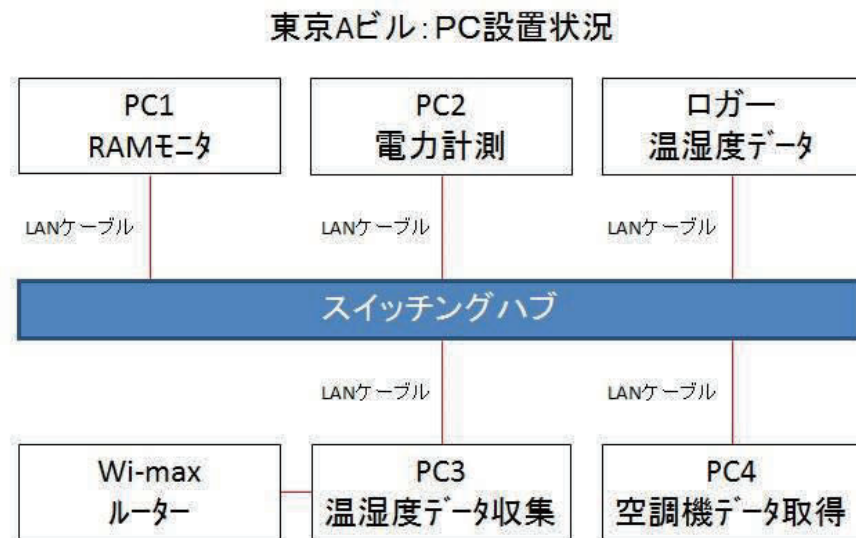 東京Aビル:PC設置状況
PC1
RAMモニタ
PC2
電力計測
ロガー
温湿度データ
LANケーブル
LANケーブル
LANケーブル
スイッチングハブ
LANケーブル
LANケーブル
Wi-max
ルーター
PC3
温湿度データ収集
PC4
空調機データ取得